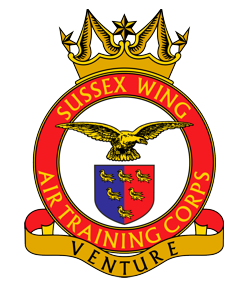 SUSSEX WING
AIR TRAINING CORPS
VENTURE